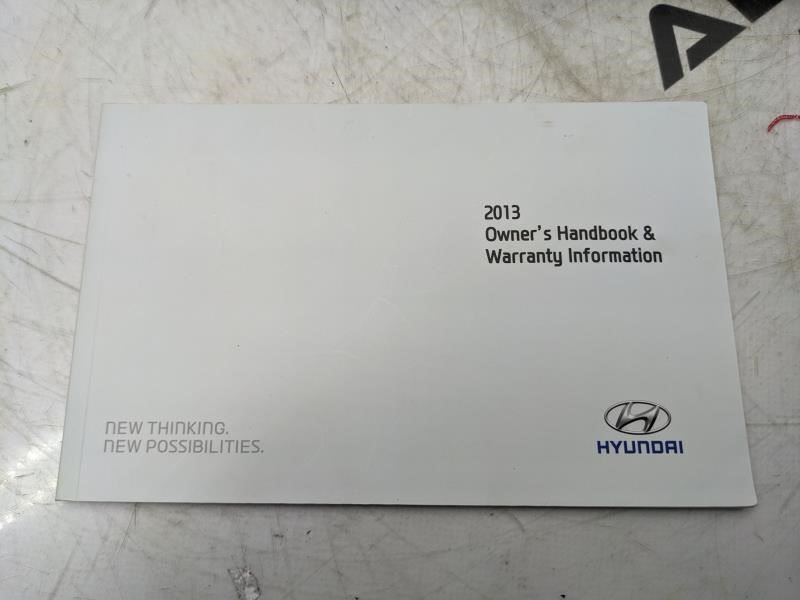 2013
Owner's Handbook &
Warranty Information
NEW THINKING.
NEW POSSIBILITIES.
HYUNDAI